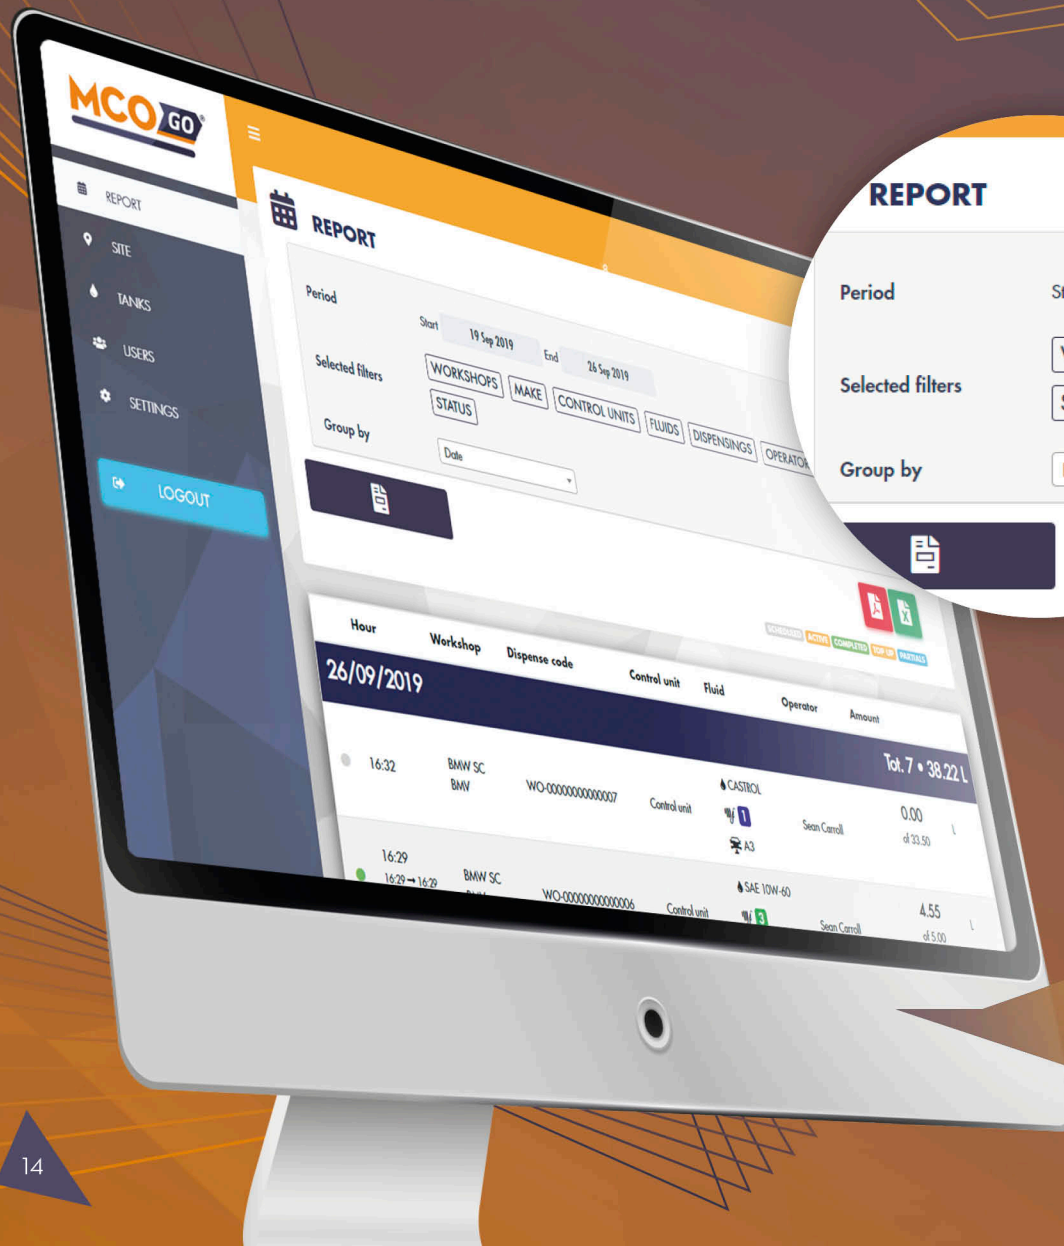 MCO GO®
REPORT
SITE
TANKS
USERS
SETTINGS
LOGOUT
REPORT
Period
Start 19 Sep 2019 End 26 Sep 2019
Selected filters
WORKSHOPS MAKE CONTROL UNITS FLUIDS DISPENSINGS OPERATOR
STATUS
Group by
Date
SCHEDULED ACTIVE COMPLETED TOP UP PARTIALS
Hour Workshop Dispense code Control unit Fluid Operator Amount
26/09/2019
Tot. 7 • 38.22 L
16:32 BMW SC WO-0000000000007 Control unit CASTROL Sean Carroll 0.00 L
BMV 1 of 33.50
A3
16:29 BMW SC WO-00000000000006 Control unit SAE 10W-60 Sean Carroll 4.55 L
16:29 → 16:29 3 of 5.00
REPORT
Period
Selected filters
Group by
14